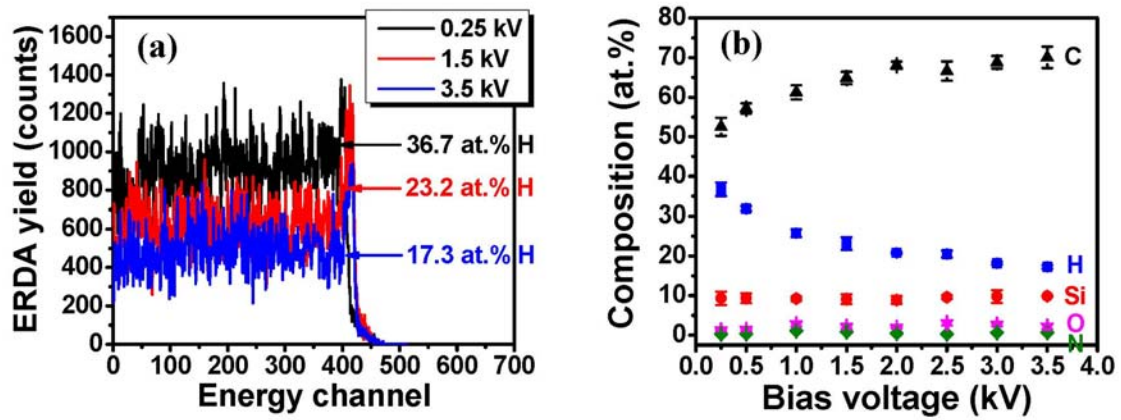 (a)
0.25 kV
1.5 kV
3.5 kV
1600
1400
1200
1000
800
600
400
200
0
ERDA yield (counts)
36.7 at.% H
23.2 at.% H
17.3 at.% H
0 100 200 300 400 500 600 700
Energy channel
(b)
80
70
60
50
40
30
20
10
0
Composition (at.%)
C
H
Si
O
N
0.0 0.5 1.0 1.5 2.0 2.5 3.0 3.5 4.0
Bias voltage (kV)